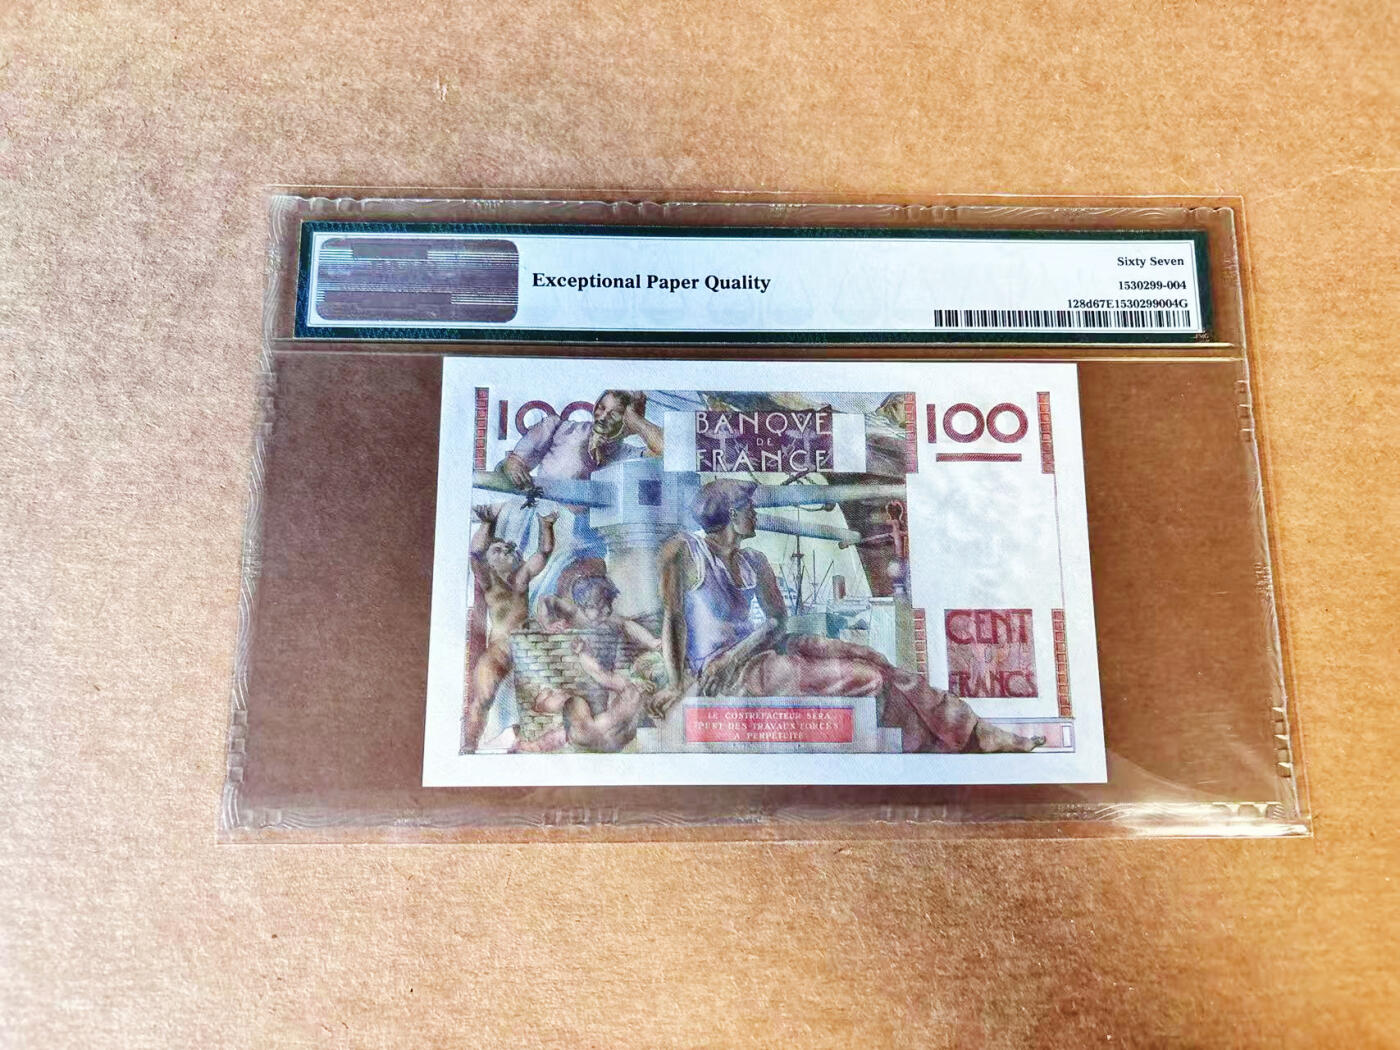 Exceptional Paper Quality
Sixty Seven
1530299-004
128d67E1530299004G
100
BANQVE
DE
FRANCE
100
CENT
FRANCS
LE CONTREFACTEUR SERA
PUNI DES TRAVAUX FORCÉS
A PERPÉTUITÉ